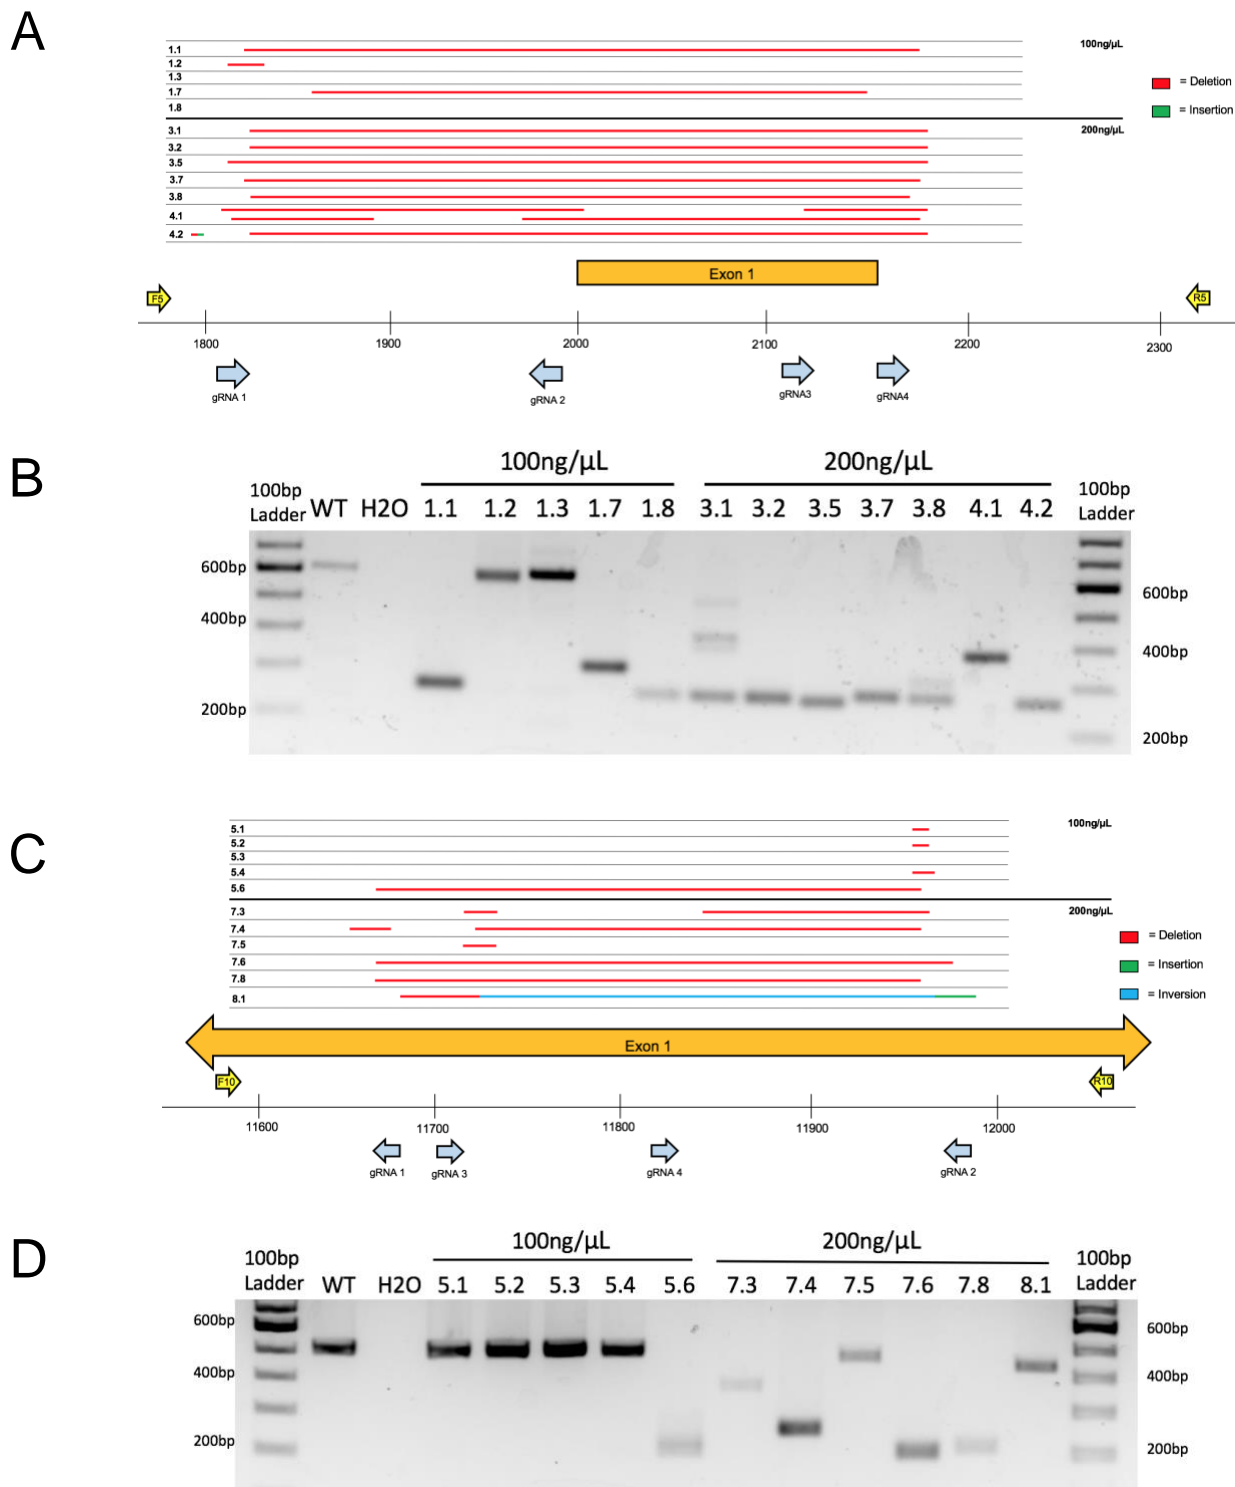 A
1.1
100ng/µL
1.2
1.3
= Deletion
1.7
1.8
= Insertion
3.1
200ng/µL
3.2
3.5
3.7
3.8
4.1
4.2
Exon 1
F5
R5
1800 1900 2000 2100 2200 2300
gRNA 1 gRNA 2 gRNA3 gRNA4
B
100ng/µL 200ng/µL
100bp
Ladder WT H2O 1.1 1.2 1.3 1.7 1.8 3.1 3.2 3.5 3.7 3.8 4.1 4.2 100bp
Ladder
600bp
400bp
200bp
600bp
400bp
200bp
C
5.1
100ng/µL
5.2
5.3
5.4
5.6
7.3
200ng/µL
7.4
= Deletion
7.5
7.6
= Insertion
7.8
8.1
= Inversion
Exon 1
F10
R10
11600 11700 11800 11900 12000
gRNA 1 gRNA 3 gRNA 4 gRNA 2
D
100ng/µL 200ng/µL
100bp
Ladder WT H2O 5.1 5.2 5.3 5.4 5.6 7.3 7.4 7.5 7.6 7.8 8.1 100bp
Ladder
600bp
400bp
200bp
600bp
400bp
200bp